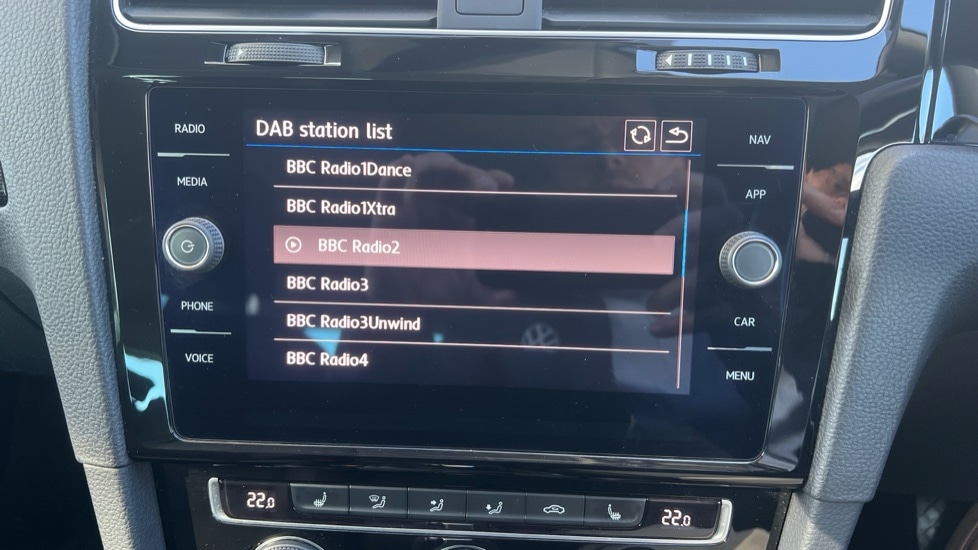 RADIO
MEDIA
PHONE
VOICE
DAB station list
BBC Radio1Dance
BBC Radio1Xtra
BBC Radio2
BBC Radio3
BBC Radio3Unwind
BBC Radio4
NAV
APP
CAR
MENU
22.0
22.0